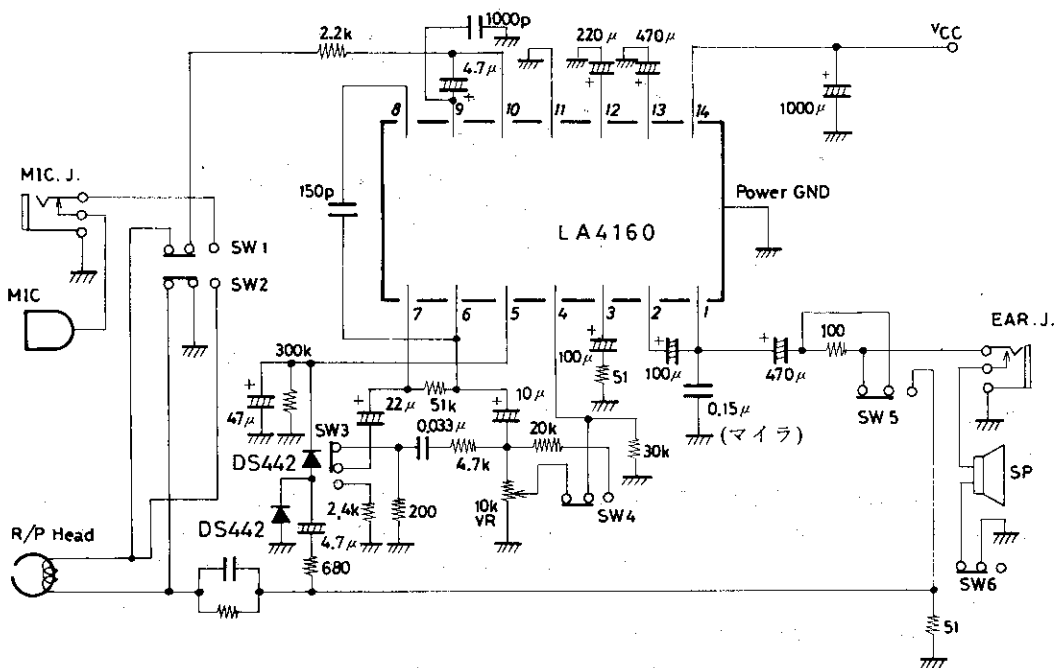 1000p
2.2k
4.7μ
+
220μ
470μ
+
+
VCC
+
1000μ
8
9
10
11
12
13
14
MIC. J.
150p
Power GND
LA4160
SW1
SW2
MIC
7
6
5
4
3
2
1
EAR. J.
300k
+
47μ
+
22μ
51k
+
10μ
+
100μ
51
+
100μ
+
470μ
100
0.15μ
(マイラ)
SW5
SW3
0.033μ
4.7k
20k
30k
DS442
2.4k
200
10k
VR
SW4
SP
DS442
4.7μ
680
R/P Head
SW6
51